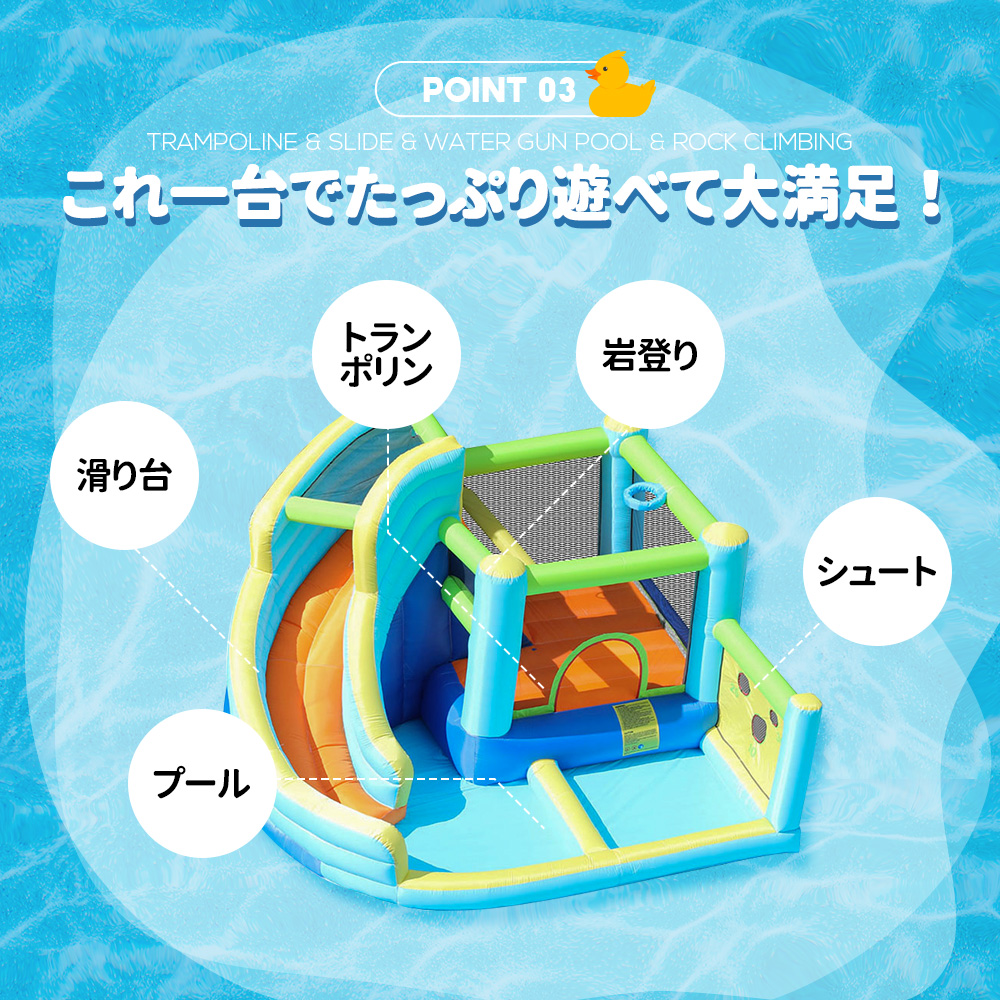 POINT 03
TRAMPOLINE & SLIDE & WATER GUN POOL & ROCK CLIMBING
これ一台でたっぷり遊べて大満足！
トラン
ポリン
岩登り
滑り台
シュート
プール